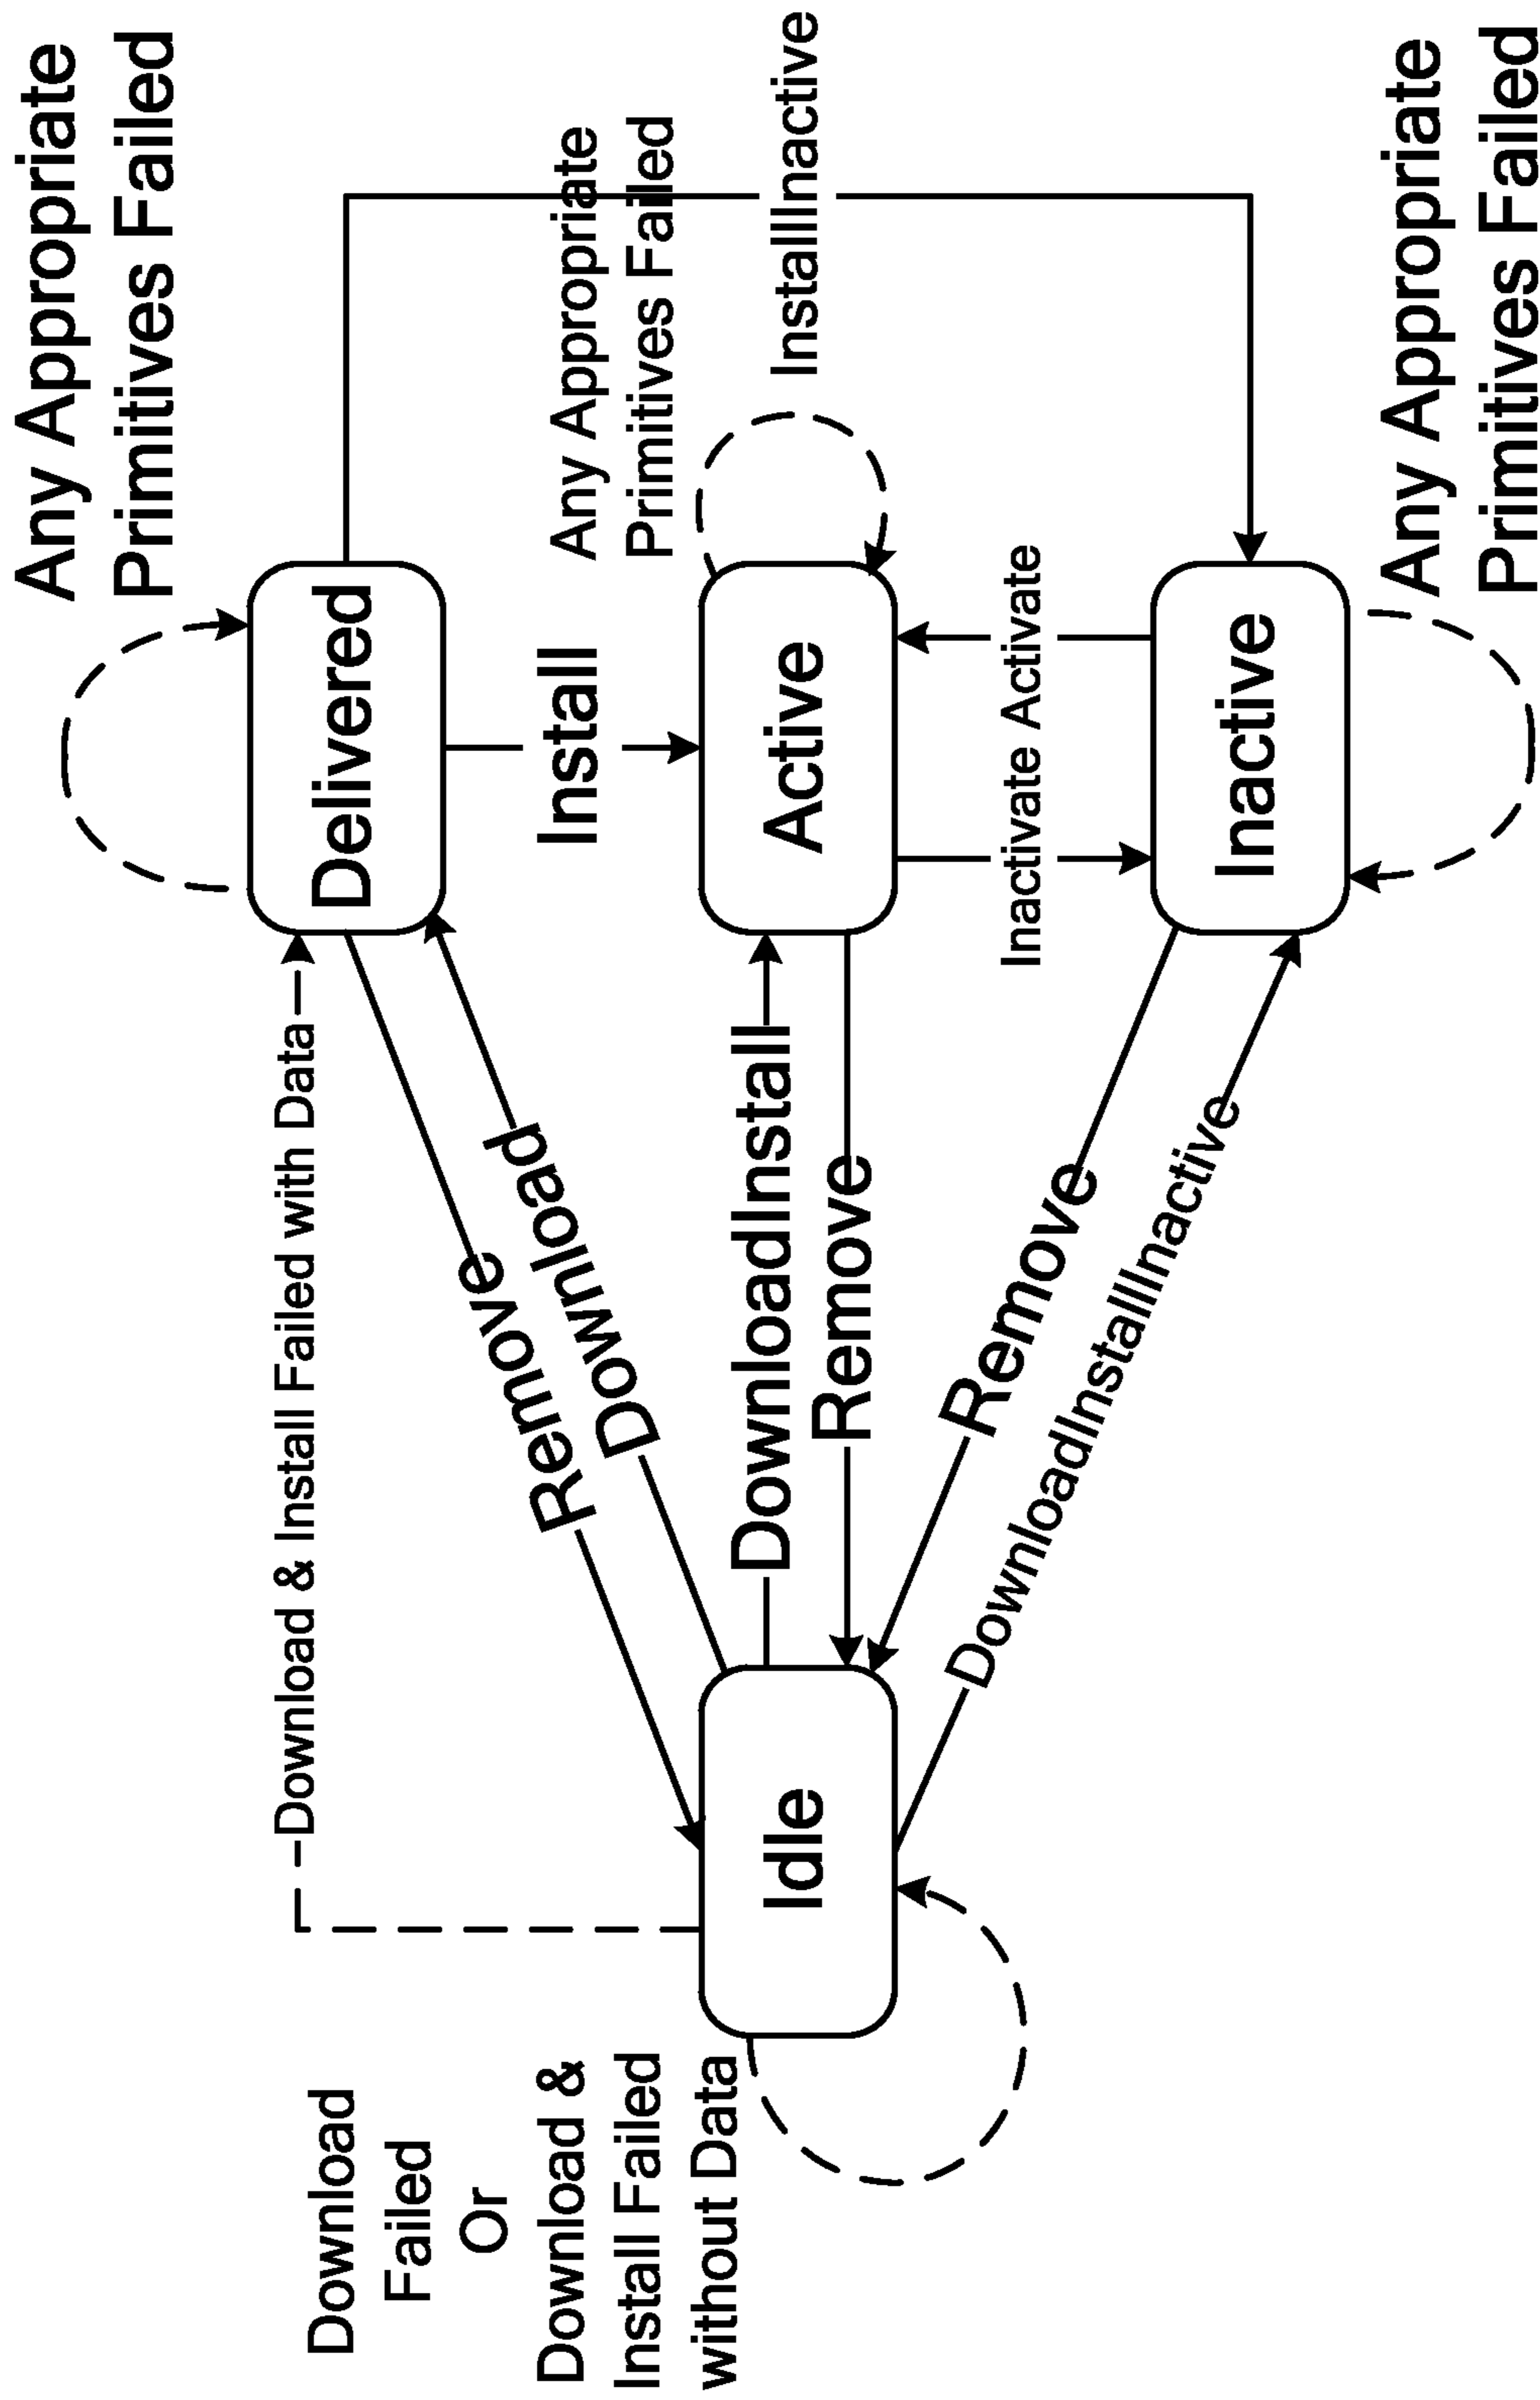 Any Appropriate
Primitives Failed
Download & Install Failed with Data
Delivered
Download
Failed
Or
Download &
Install Failed
without Data
Remove
Download
Install
Any Appropriate
Primitives Failed
Idle
DownloadInstall
Remove
Active
InstallInactive
Remove
DownloadInstallInactive
Inactivate
Activate
Inactive
Any Appropriate
Primitives Failed